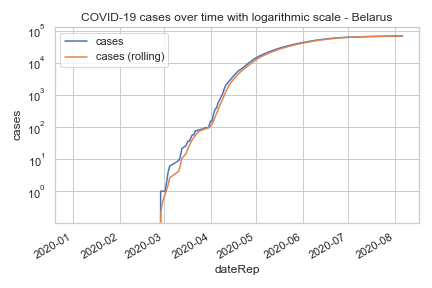 COVID-19 cases over time with logarithmic scale - Belarus
cases
cases (rolling)
10^5
10^4
10^3
10^2
10^1
10^0
cases
2020-01
2020-02
2020-03
2020-04
2020-05
2020-06
2020-07
2020-08
dateRep